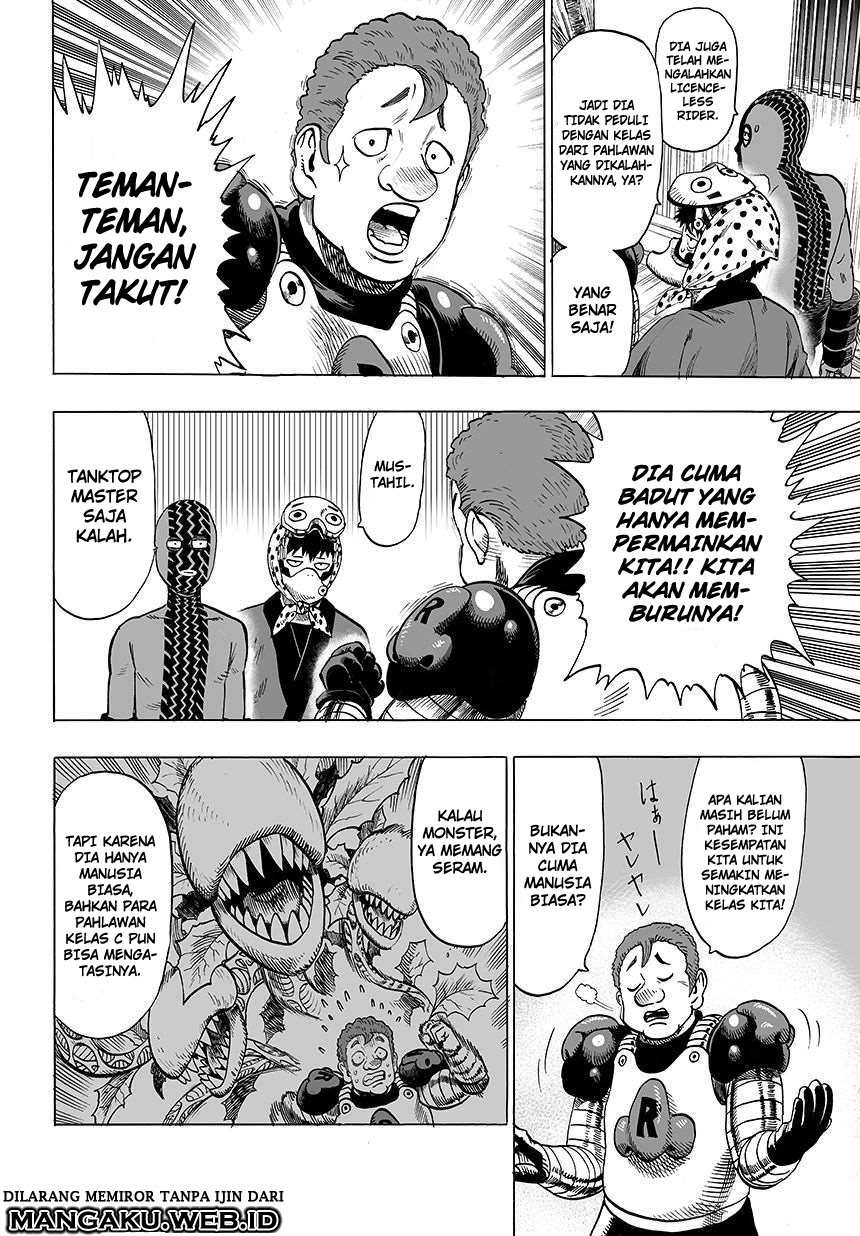 DIA JUGA
TELAH ME-
NGALAHKAN
LICENCE-
LESS
RIDER.
JADI DIA
TIDAK PEDULI
DENGAN KELAS
DARI PAHLAWAN
YANG DIKALAH-
KANNYA, YA?
YANG
BENAR
SAJA!
TEMAN-
TEMAN,
JANGAN
TAKUT!
DIA CUMA
BADUT YANG
HANYA MEM-
PERMAINKAN
KITA!! KITA
AKAN MEM-
BURUNYA!
R
MUS-
TAHIL.
TANKTOP
MASTER
SAJA
KALAH.
APA KALIAN
MASIH BELUM
PAHAM? INI
KESEMPATAN
KITA UNTUK
SEMAKIN ME-
NINGKATKAN
KELAS KITA!
はぁー
ヤレヤレ
BUKAN-
NYA DIA
CUMA
MANUSIA
BIASA?
R
KALAU
MONSTER,
YA MEMANG
SERAM.
TAPI KARENA
DIA HANYA
MANUSIA
BIASA,
BAHKAN PARA
PAHLAWAN
KELAS C PUN
BISA MENGA-
TASINYA.
DILARANG MEMIROR TANPA IJIN DARI
MANGAKU.WEB.ID